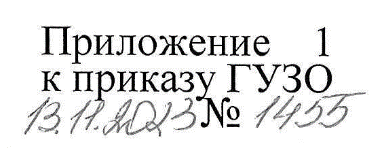 Приложение 1
к приказу ГУЗО
13.11.2023 № 1455